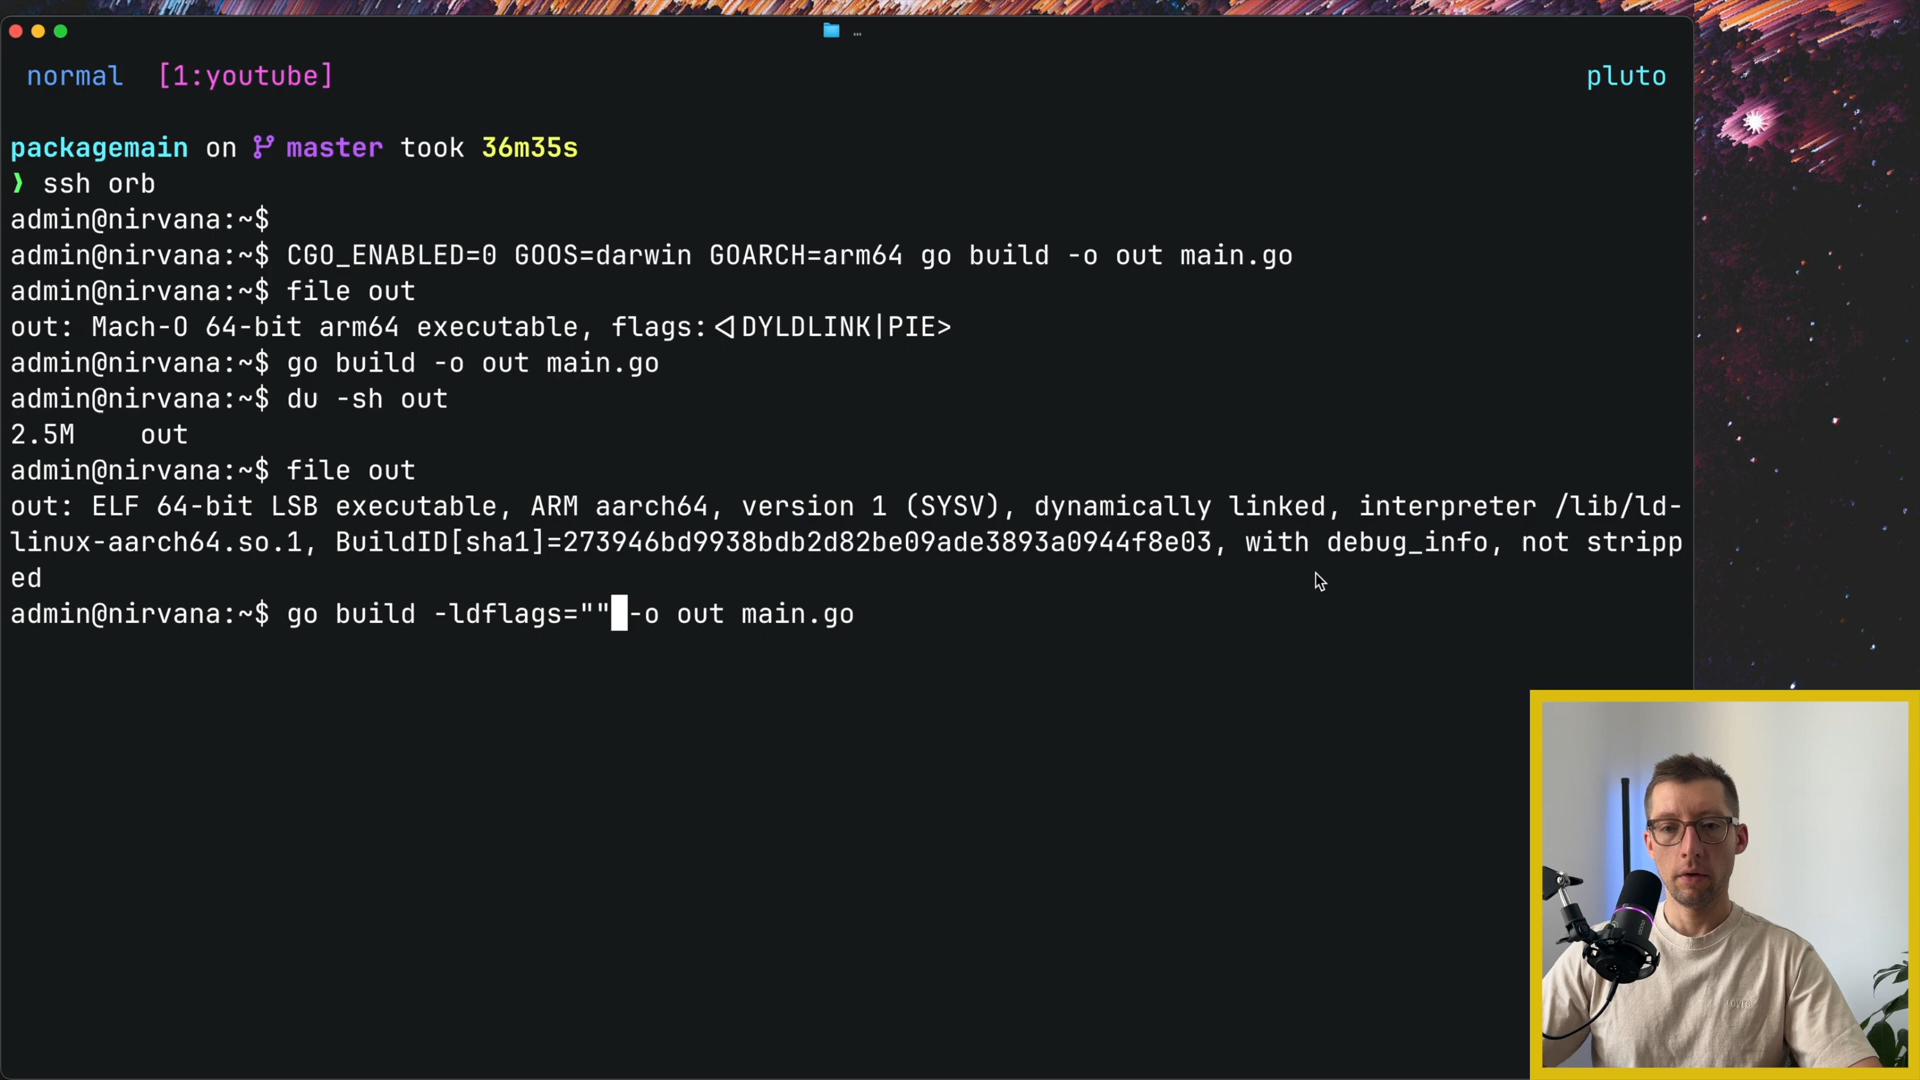 …
normal [1:youtube] pluto
packagemain on master took 36m35s
❯ ssh orb
admin@nirvana:~$
admin@nirvana:~$ CGO_ENABLED=0 GOOS=darwin GOARCH=arm64 go build -o out main.go
admin@nirvana:~$ file out
out: Mach-O 64-bit arm64 executable, flags:<|DYLDLINK|PIE>
admin@nirvana:~$ go build -o out main.go
admin@nirvana:~$ du -sh out
2.5M out
admin@nirvana:~$ file out
out: ELF 64-bit LSB executable, ARM aarch64, version 1 (SYSV), dynamically linked, interpreter /lib/ld-
linux-aarch64.so.1, BuildID[sha1]=273946bd9938bdb2d82be09ade3893a0944f8e03, with debug_info, not stripp
ed
admin@nirvana:~$ go build -ldflags="" -o out main.go